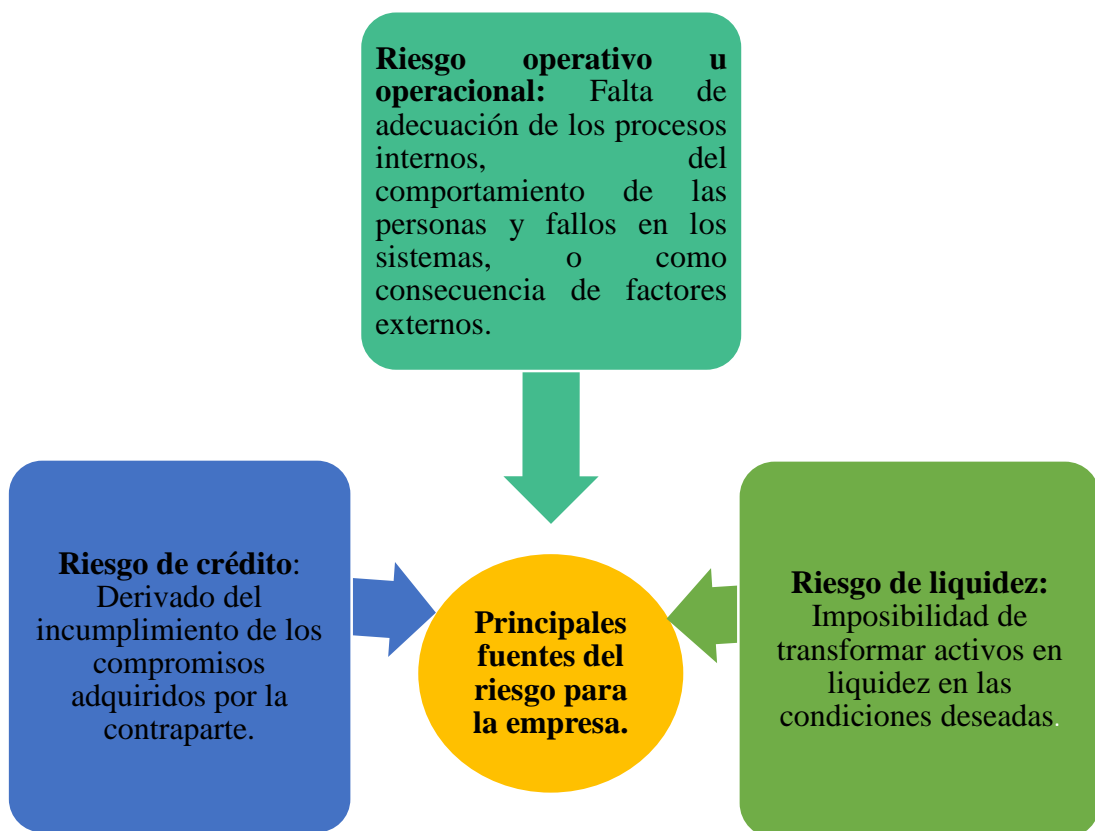 Riesgo operativo u
operacional: Falta de
adecuación de los procesos
internos, del
comportamiento de las
personas y fallos en los
sistemas, o como
consecuencia de factores
externos.
Riesgo de crédito:
Derivado del
incumplimiento de los
compromisos
adquiridos por la
contraparte.
Principales
fuentes del
riesgo para
la empresa.
Riesgo de liquidez:
Imposibilidad de
transformar activos en
liquidez en las
condiciones deseadas.